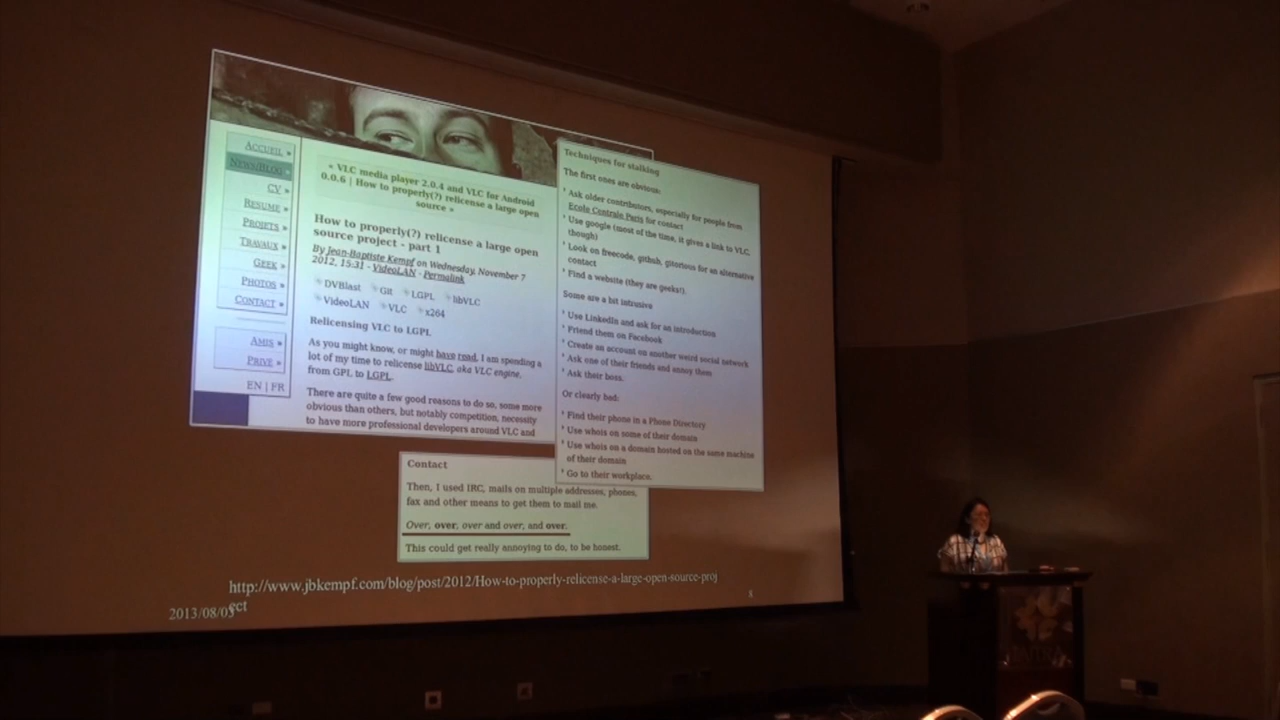 ACCUEIL »
NEWS/BLOG »
CV »
RESUME »
PROJETS »
TRAVAUX »
GEEK »
PHOTOS »
CONTACT »
AMIS »
PRIVE »
EN | FR
« VLC media player 2.0.4 and VLC for Android
0.0.6 | How to properly(?) relicense a large open
source »
How to properly(?) relicense a large open
source project - part 1
By Jean-Baptiste Kempf on Wednesday, November 7
2012, 15:31 - VideoLAN - Permalink
DVBlast Git LGPL libVLC
VideoLAN VLC x264
Relicensing VLC to LGPL
As you might know, or might have read, I am spending a
lot of my time to relicense libVLC, aka VLC engine,
from GPL to LGPL.
There are quite a few good reasons to do so, some more
obvious than others, but notably competition, necessity
to have more professional developers around VLC and
Techniques for stalking
The first ones are obvious:
Ask older contributors, especially for people from
Ecole Centrale Paris for contact
Use google (most of the time, it gives a link to VLC,
though)
Look on freecode, github, gitorious for an alternative
contact
Find a website (they are geeks!).
Some are a bit intrusive
Use LinkedIn and ask for an introduction
Friend them on Facebook
Create an account on another weird social network
Ask one of their friends and annoy them
Ask their boss.
Or clearly bad:
Find their phone in a Phone Directory
Use whois on some of their domain
Use whois on a domain hosted on the same machine
of their domain
Go to their workplace.
Contact
Then, I used IRC, mails on multiple addresses, phones,
fax and other means to get them to mail me.
Over, over, over and over, and over.
This could get really annoying to do, to be honest.
http://www.jbkempf.com/blog/post/2012/How-to-properly-relicense-a-large-open-source-proj
ect
2013/08/03
8